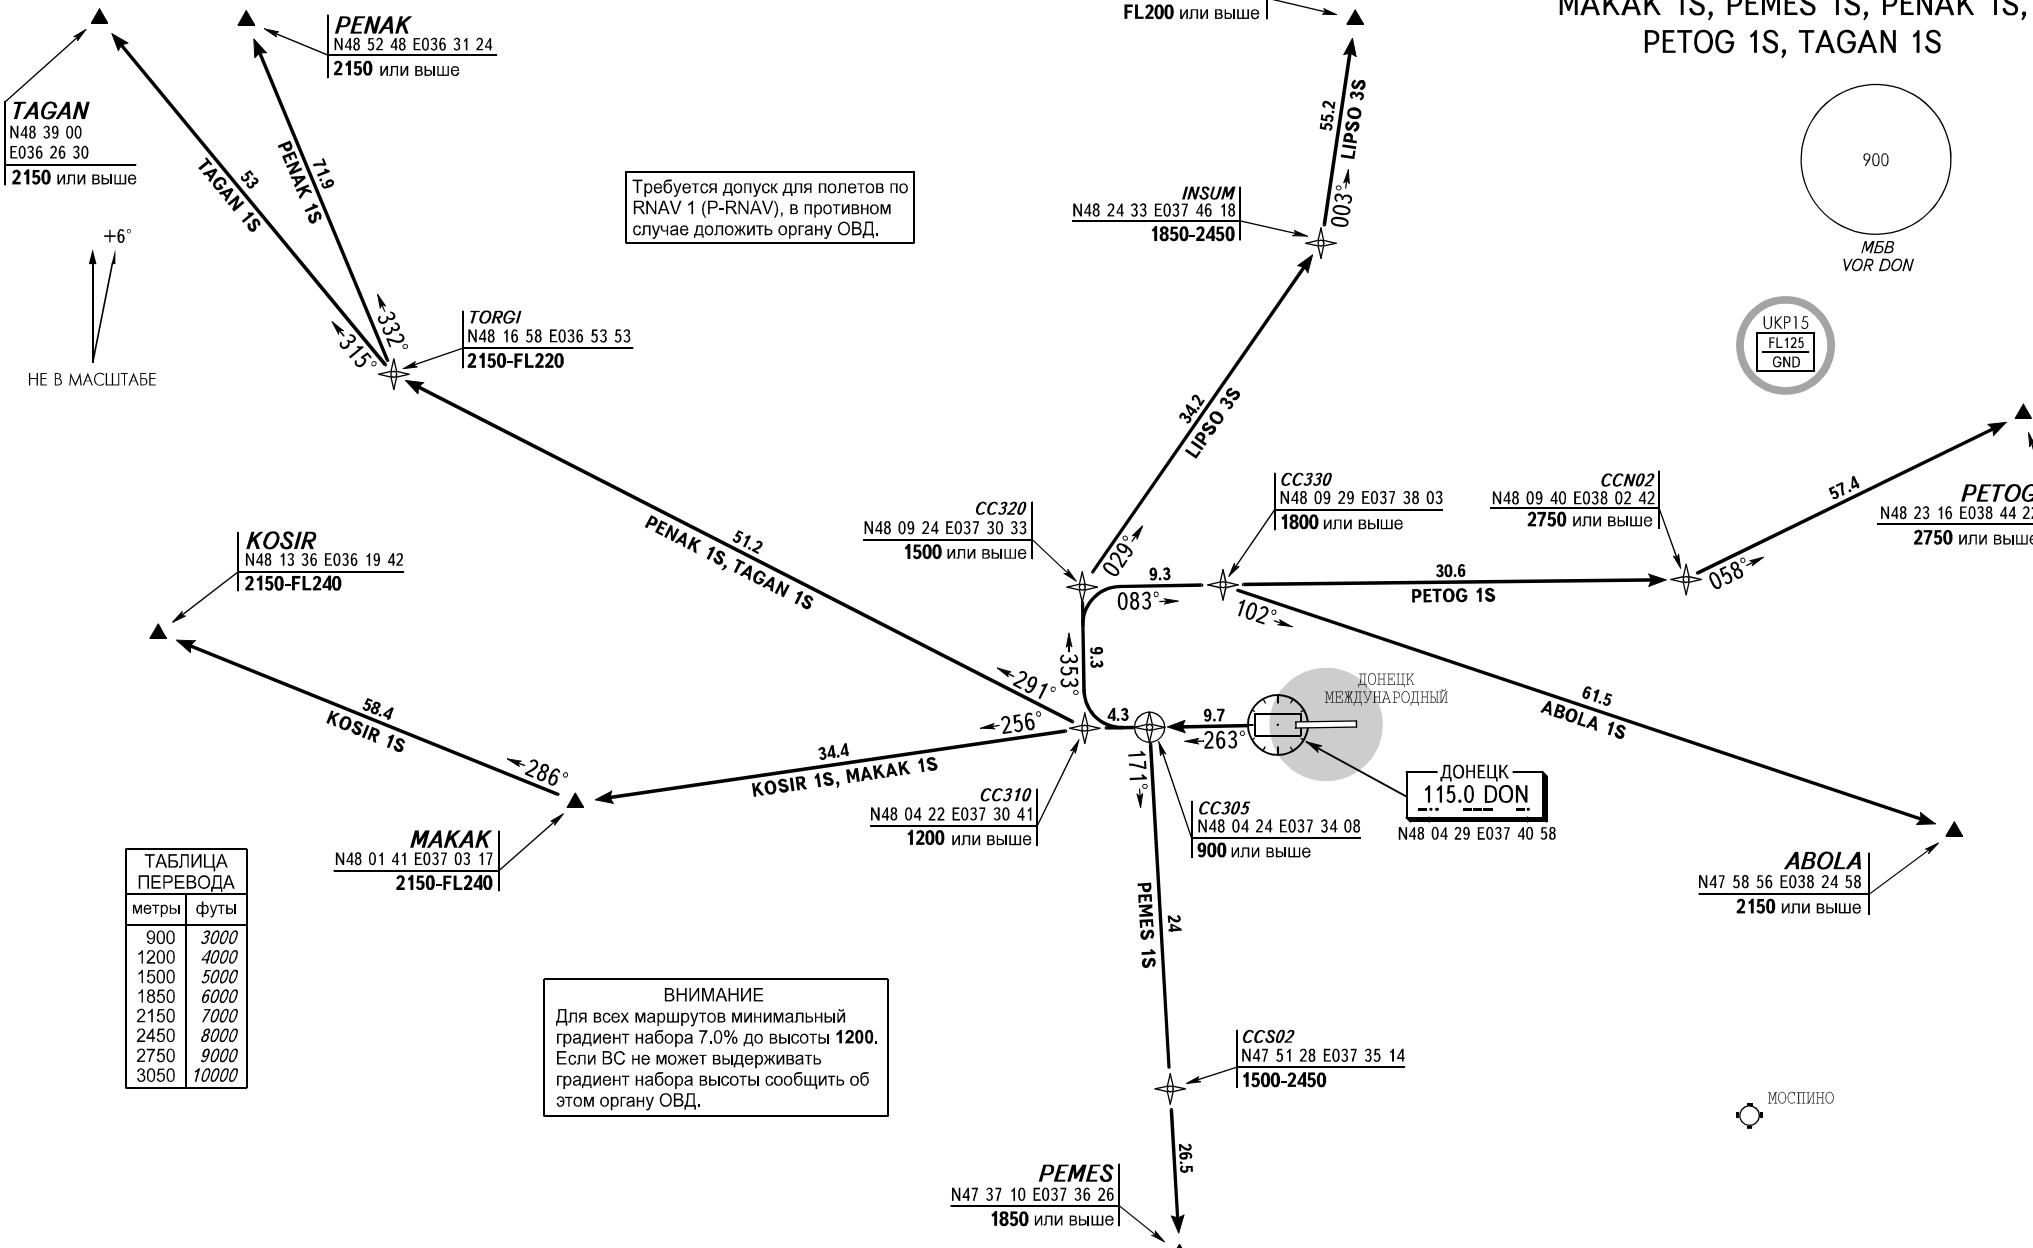 MAKAK 1S, PEMES 1S, PENAK 1S,
PETOG 1S, TAGAN 1S
FL200 или выше
PENAK
N48 52 48 E036 31 24
2150 или выше
TAGAN
N48 39 00
E036 26 30
2150 или выше
53
TAGAN 1S
71.9
PENAK 1S
+6°
НЕ В МАСШТАБЕ
Требуется допуск для полетов по
RNAV 1 (P-RNAV), в противном
случае доложить органу ОВД.
55.2
LIPSO 3S
003°
INSUM
N48 24 33 E037 46 18
1850-2450
900
МБВ
VOR DON
UKP15
FL125
GND
332°
315°
TORGI
N48 16 58 E036 53 53
2150-FL220
34.2
LIPSO 3S
029°
CC320
N48 09 24 E037 30 33
1500 или выше
CC330
N48 09 29 E037 38 03
1800 или выше
CCN02
N48 09 40 E038 02 42
2750 или выше
57.4
058°
PETOG
N48 23 16 E038 44 22
2750 или выше
KOSIR
N48 13 36 E036 19 42
2150-FL240
51.2
PENAK 1S, TAGAN 1S
9.3
083°
30.6
PETOG 1S
102°
9.3
353°
291°
256°
4.3
9.7
263°
171°
ДОНЕЦК
МЕЖДУНАРОДНЫЙ
61.5
ABOLA 1S
58.4
KOSIR 1S
286°
34.4
KOSIR 1S, MAKAK 1S
ДОНЕЦК
115.0 DON
N48 04 29 E037 40 58
CC310
N48 04 22 E037 30 41
1200 или выше
CC305
N48 04 24 E037 34 08
900 или выше
MAKAK
N48 01 41 E037 03 17
2150-FL240
ABOLA
N47 58 56 E038 24 58
2150 или выше
ТАБЛИЦА
ПЕРЕВОДА
метры футы
900 3000
1200 4000
1500 5000
1850 6000
2150 7000
2450 8000
2750 9000
3050 10000
24
PEMES 1S
ВНИМАНИЕ
Для всех маршрутов минимальный
градиент набора 7.0% до высоты 1200.
Если ВС не может выдерживать
градиент набора высоты сообщить об
этом органу ОВД.
CCS02
N47 51 28 E037 35 14
1500-2450
МОСПИНО
26.5
PEMES
N47 37 10 E037 36 26
1850 или выше